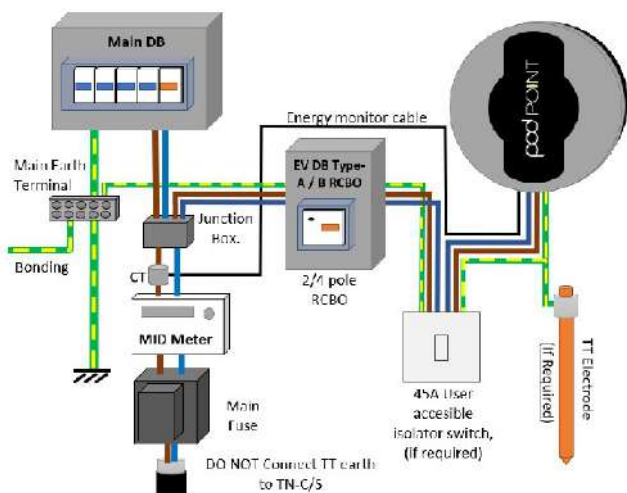 Main DB
pod POINT
Energy monitor cable
Main Earth
Terminal
EV DB Type-
A / B RCBO
Junction
Box.
Bonding
CT
2/4 pole
RCBO
MID Meter
TT Electrode
(If Required)
Main
Fuse
45A User
accesible
isolator switch,
(if required)
DO NOT Connect TT earth
to TN-C/S